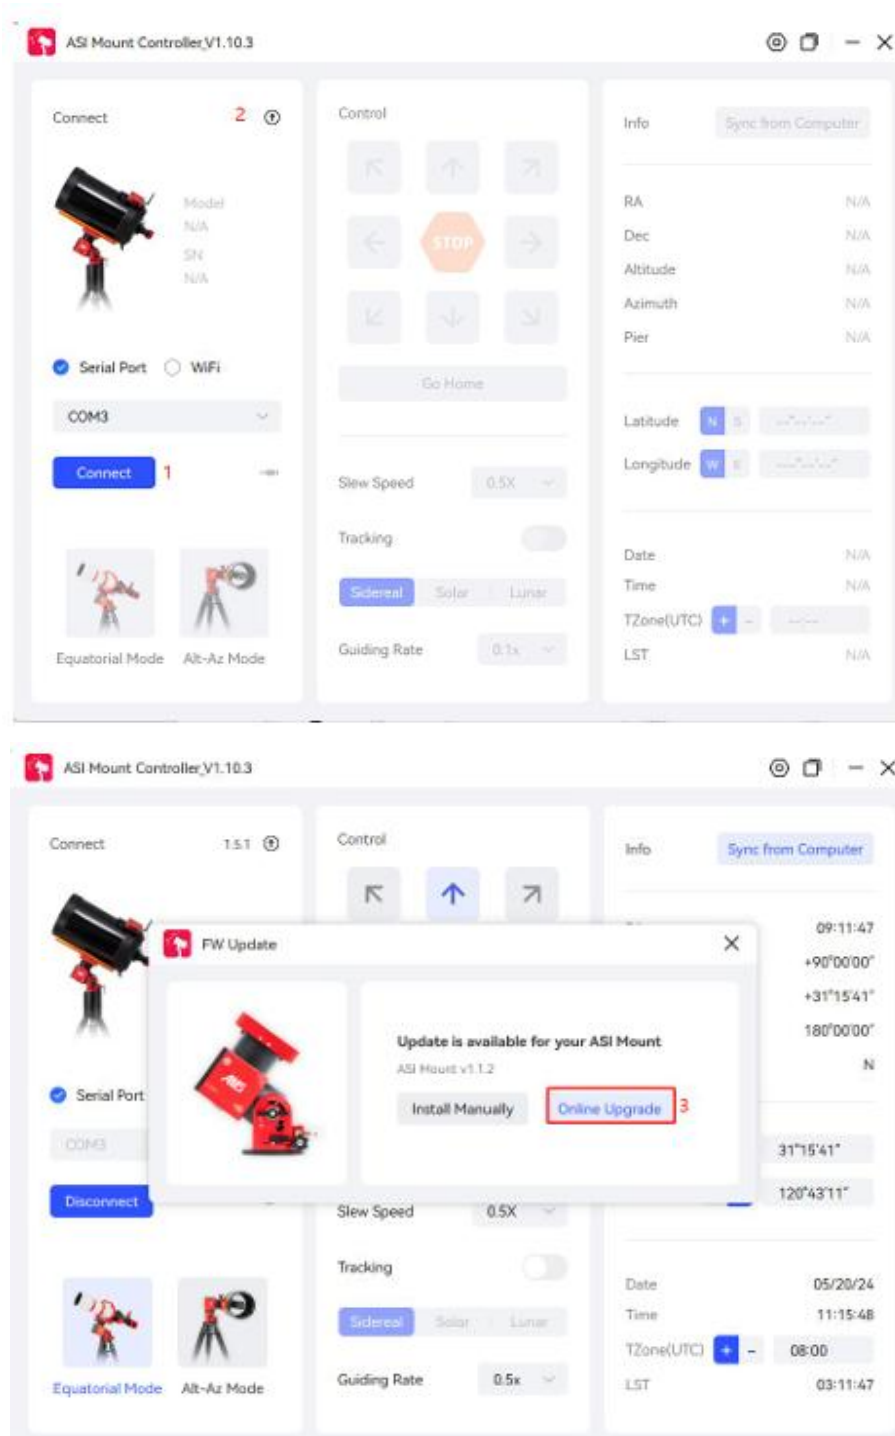 ASI Mount Controller_V1.10.3
Connect 2
Model
N/A
SN
N/A
Serial Port WiFi
COM3
Connect 1
Equatorial Mode Alt-Az Mode
Control
STOP
Go Home
Slew Speed 0.5X
Tracking
Sidereal Solar Lunar
Guiding Rate 0.1x
Info Sync from Computer
RA N/A
Dec N/A
Altitude N/A
Azimuth N/A
Pier N/A
Latitude N S --°--'--"
Longitude W E ---°--'--"
Date N/A
Time N/A
TZone(UTC) + - --:--
LST N/A
ASI Mount Controller_V1.10.3
Connect 1.5.1
Serial Port
COM3
Disconnect
Equatorial Mode Alt-Az Mode
Control
FW Update
Update is available for your ASI Mount
ASI Mount v1.1.2
Install Manually Online Upgrade 3
Slew Speed 0.5X
Tracking
Sidereal Solar Lunar
Guiding Rate 0.5x
Info Sync from Computer
09:11:47
+90°00'00"
+31°15'41"
180°00'00"
N
31°15'41"
120°43'11"
Date 05/20/24
Time 11:15:48
TZone(UTC) + - 08:00
LST 03:11:47